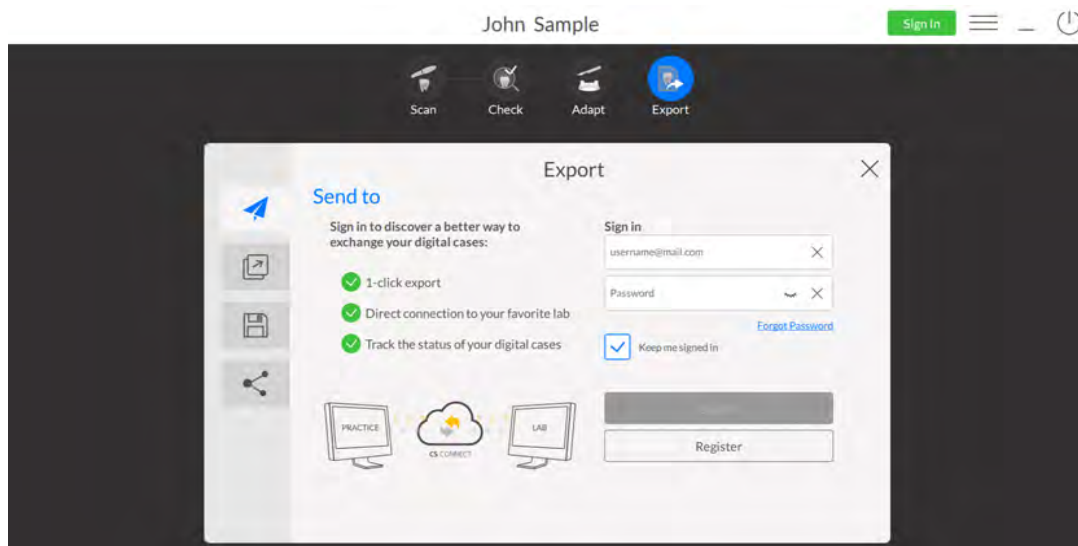 John Sample
Sign In
Scan
Check
Adapt
Export
Export
Send to
Sign in to discover a better way to
exchange your digital cases:
1-click export
Direct connection to your favorite lab
Track the status of your digital cases
PRACTICE
CS CONNECT
LAB
Sign in
username@mail.com
Password
Forgot Password
Keep me signed in
Register